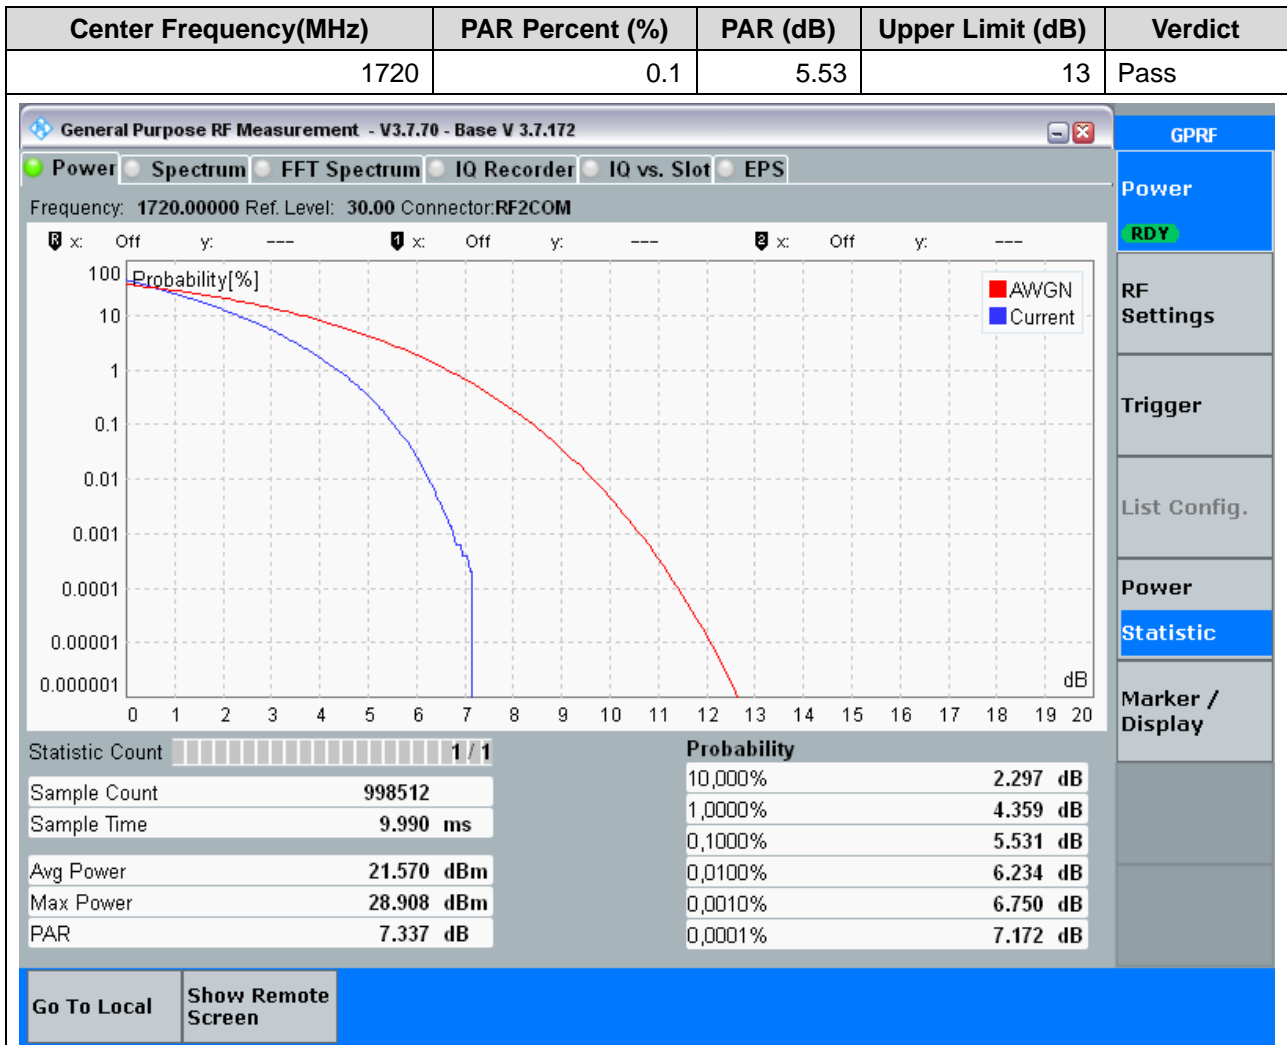 Center Frequency(MHz) PAR Percent (%) PAR (dB) Upper Limit (dB) Verdict
1720 0.1 5.53 13 Pass
General Purpose RF Measurement - V3.7.70 - Base V 3.7.172
GPRF
Power Spectrum FFT Spectrum IQ Recorder IQ vs. Slot EPS
Frequency: 1720.00000 Ref. Level: 30.00 Connector:RF2COM
R x: Off y: --- 1 x: Off y: --- 2 x: Off y: ---
Probability[%]
100
10
1
0.1
0.01
0.001
0.0001
0.00001
0.000001
AWGN
Current
dB
0 1 2 3 4 5 6 7 8 9 10 11 12 13 14 15 16 17 18 19 20
Statistic Count 1 / 1
Sample Count 998512
Sample Time 9.990 ms
Avg Power 21.570 dBm
Max Power 28.908 dBm
PAR 7.337 dB
Probability
10,000% 2.297 dB
1,0000% 4.359 dB
0,1000% 5.531 dB
0,0100% 6.234 dB
0,0010% 6.750 dB
0,0001% 7.172 dB
Power
RDY
RF
Settings
Trigger
List Config.
Power
Statistic
Marker /
Display
Go To Local
Show Remote
Screen